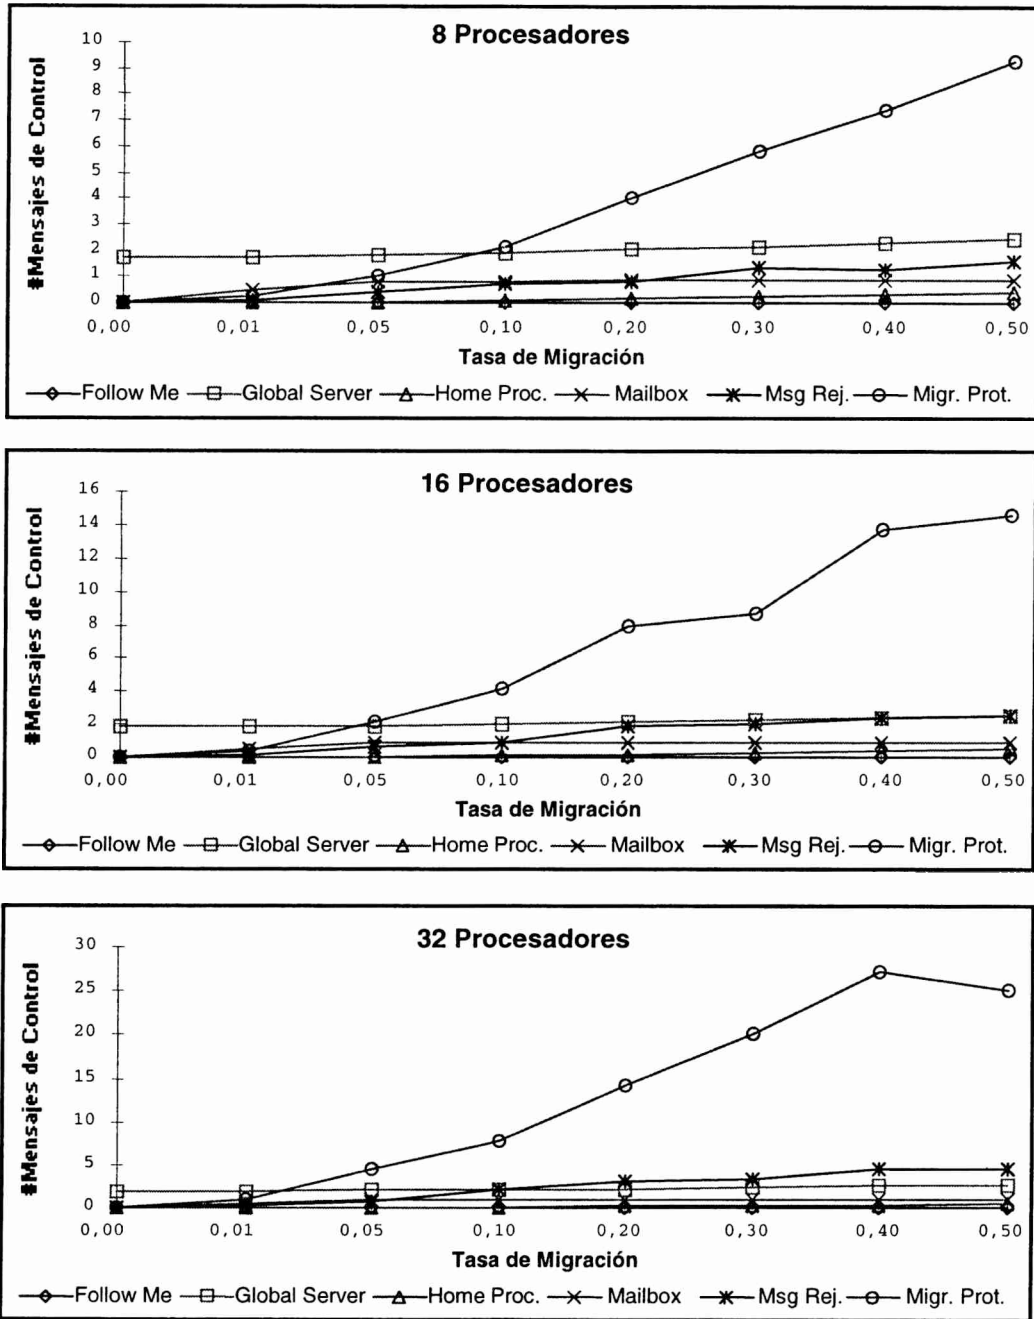 8 Procesadores
#Mensajes de Control
10
9
8
7
6
5
4
3
2
1
0
0,00 0,01 0,05 0,10 0,20 0,30 0,40 0,50
Tasa de Migración
Follow Me Global Server Home Proc. Mailbox Msg Rej. Migr. Prot.
16 Procesadores
#Mensajes de Control
16
14
12
10
8
6
4
2
0
0,00 0,01 0,05 0,10 0,20 0,30 0,40 0,50
Tasa de Migración
Follow Me Global Server Home Proc. Mailbox Msg Rej. Migr. Prot.
32 Procesadores
#Mensajes de Control
30
25
20
15
10
5
0
0,00 0,01 0,05 0,10 0,20 0,30 0,40 0,50
Tasa de Migración
Follow Me Global Server Home Proc. Mailbox Msg Rej. Migr. Prot.